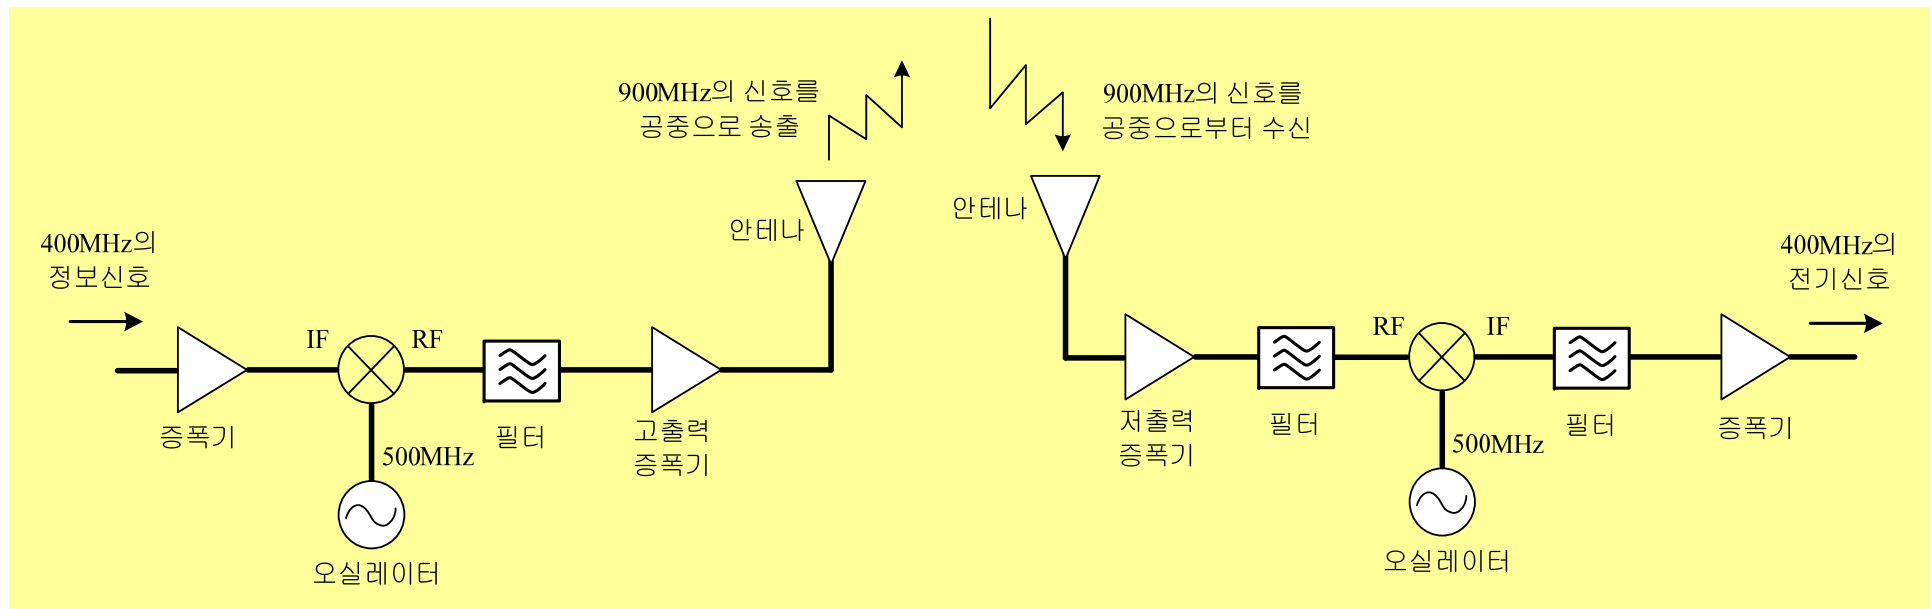 900MHz의 신호를
공중으로 송출
900MHz의 신호를
공중으로부터 수신
안테나
안테나
400MHz의
정보신호
400MHz의
전기신호
IF
RF
RF
IF
증폭기
500MHz
필터
고출력
증폭기
오실레이터
저출력
증폭기
필터
500MHz
필터
증폭기
오실레이터